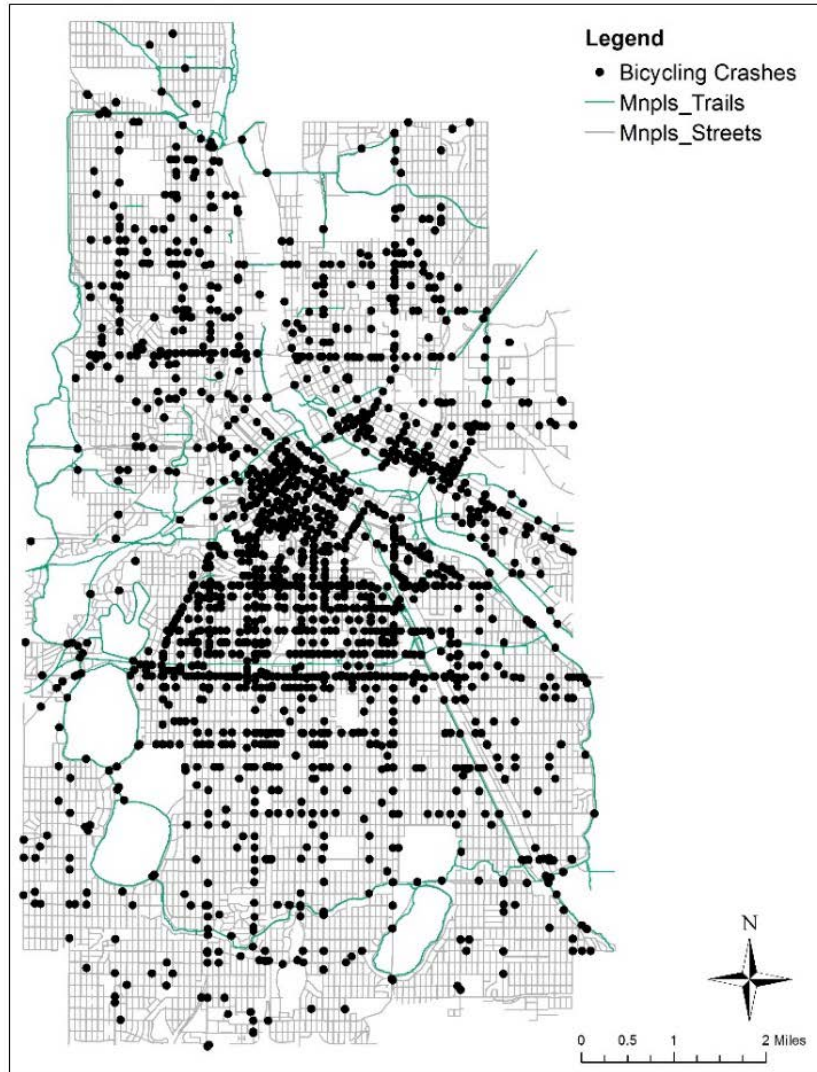 Legend
Bicycling Crashes
Mnpls_Trails
Mnpls_Streets
N
0 0.5 1 2 Miles